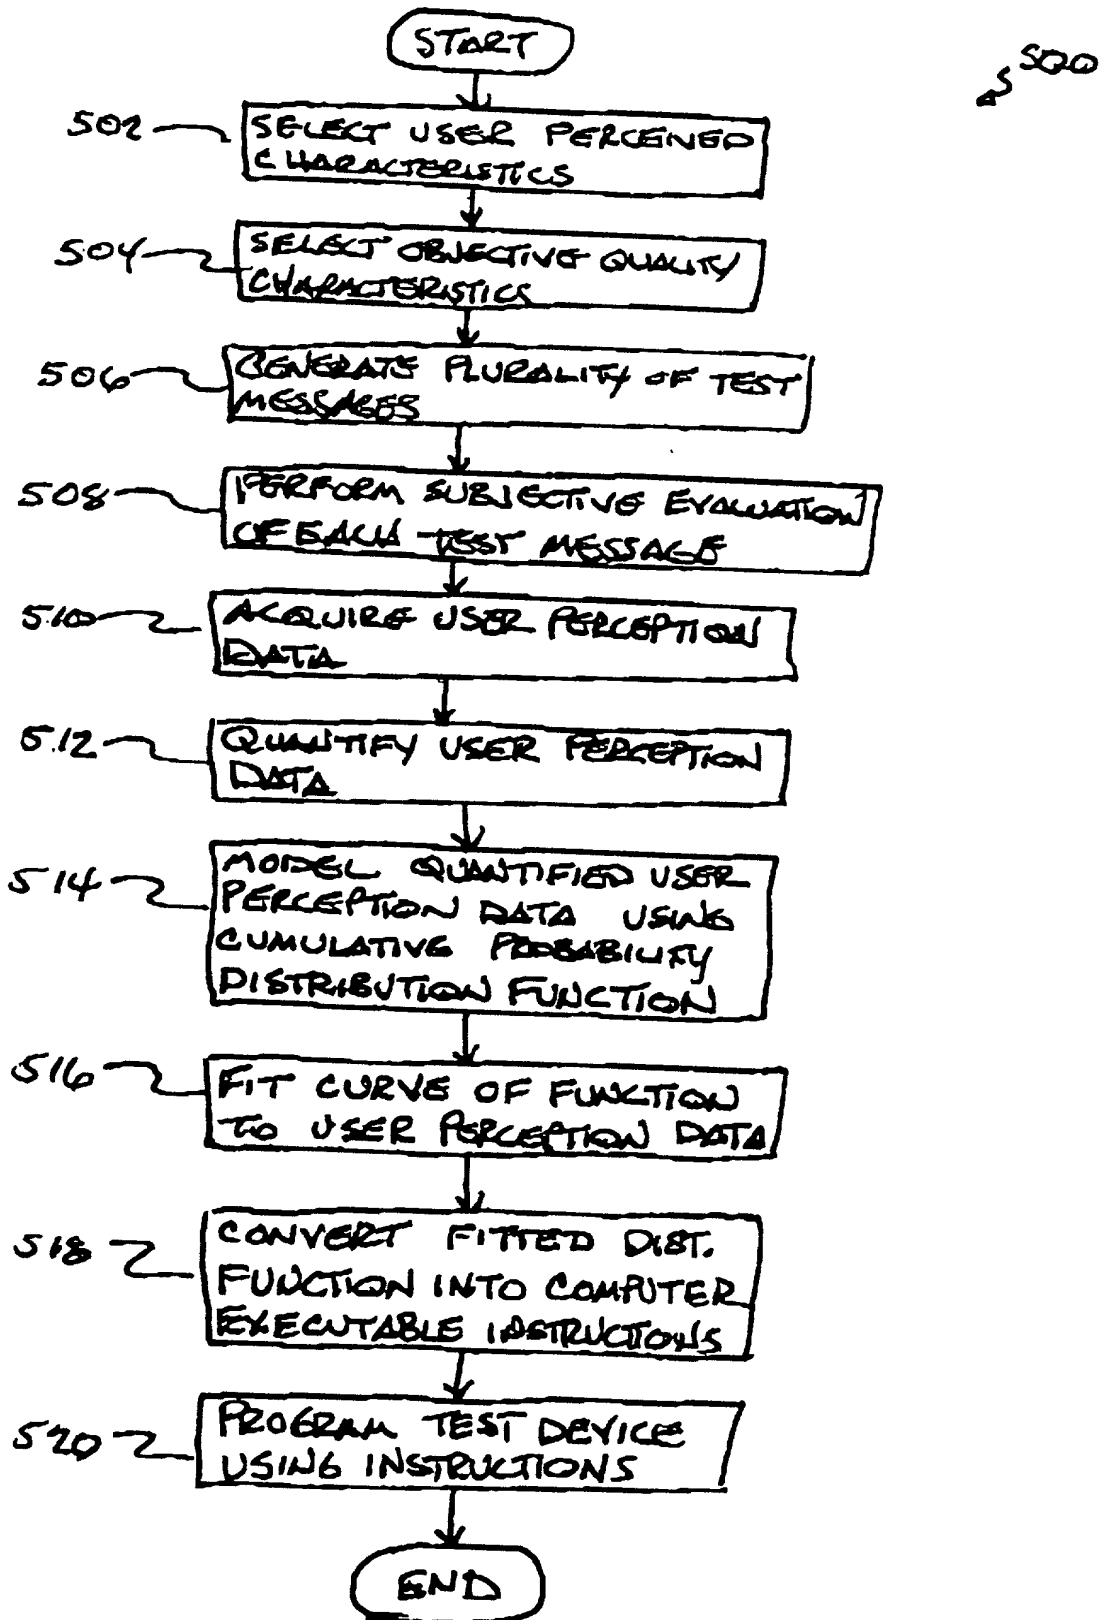 START
500
502
SELECT USER PERCEIVED
CHARACTERISTICS
504
SELECT OBJECTIVE QUALITY
CHARACTERISTICS
506
GENERATE PLURALITY OF TEST
MESSAGES
508
PERFORM SUBJECTIVE EVALUATION
OF EACH TEST MESSAGE
510
ACQUIRE USER PERCEPTION
DATA
512
QUANTIFY USER PERCEPTION
DATA
514
MODEL QUANTIFIED USER
PERCEPTION DATA USING
CUMULATIVE PROBABILITY
DISTRIBUTION FUNCTION
516
FIT CURVE OF FUNCTION
TO USER PERCEPTION DATA
518
CONVERT FITTED DIST.
FUNCTION INTO COMPUTER
EXECUTABLE INSTRUCTIONS
520
PROGRAM TEST DEVICE
USING INSTRUCTIONS
END